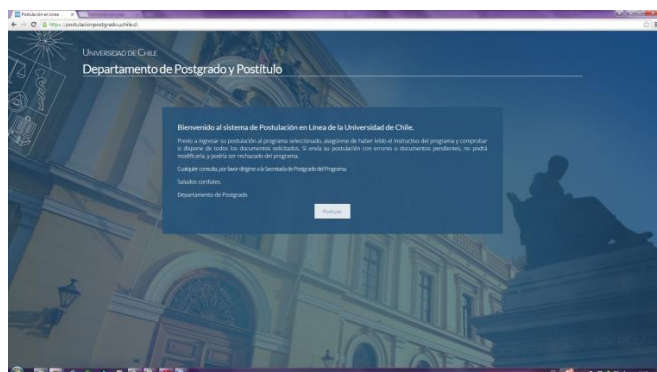 Postulación en Línea
https://postulacionpostgrado.uchile.cl
UNIVERSIDAD DE CHILE
Departamento de Postgrado y Postítulo
Bienvenido al sistema de Postulación en Línea de la Universidad de Chile.
Previo a ingresar su postulación al programa seleccionado, asegúrese de haber leído el instructivo del programa y comprobar
si dispone de todos los documentos solicitados. Si envía su postulación con errores o documentos pendientes, no podrá
modificarla, y podría ser rechazado del programa.
Cualquier consulta, por favor dirigirse a la Secretaría de Postgrado del Programa.
Saludos cordiales.
Departamento de Postgrado
Postular